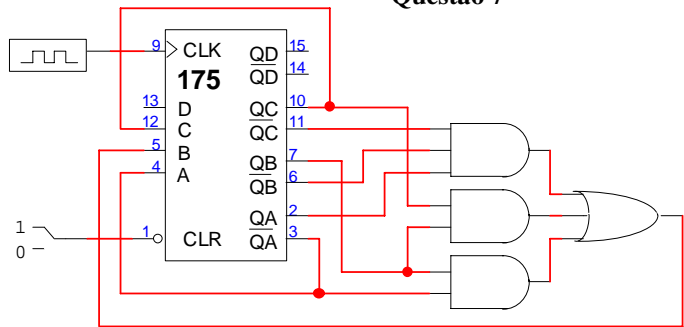 Questão 7
9 CLK QD 15
175 QD 14
13 D QC 10
12 C QC 11
5 B QB 7
4 A QB 6
QA 2
1 CLR QA 3
1
0